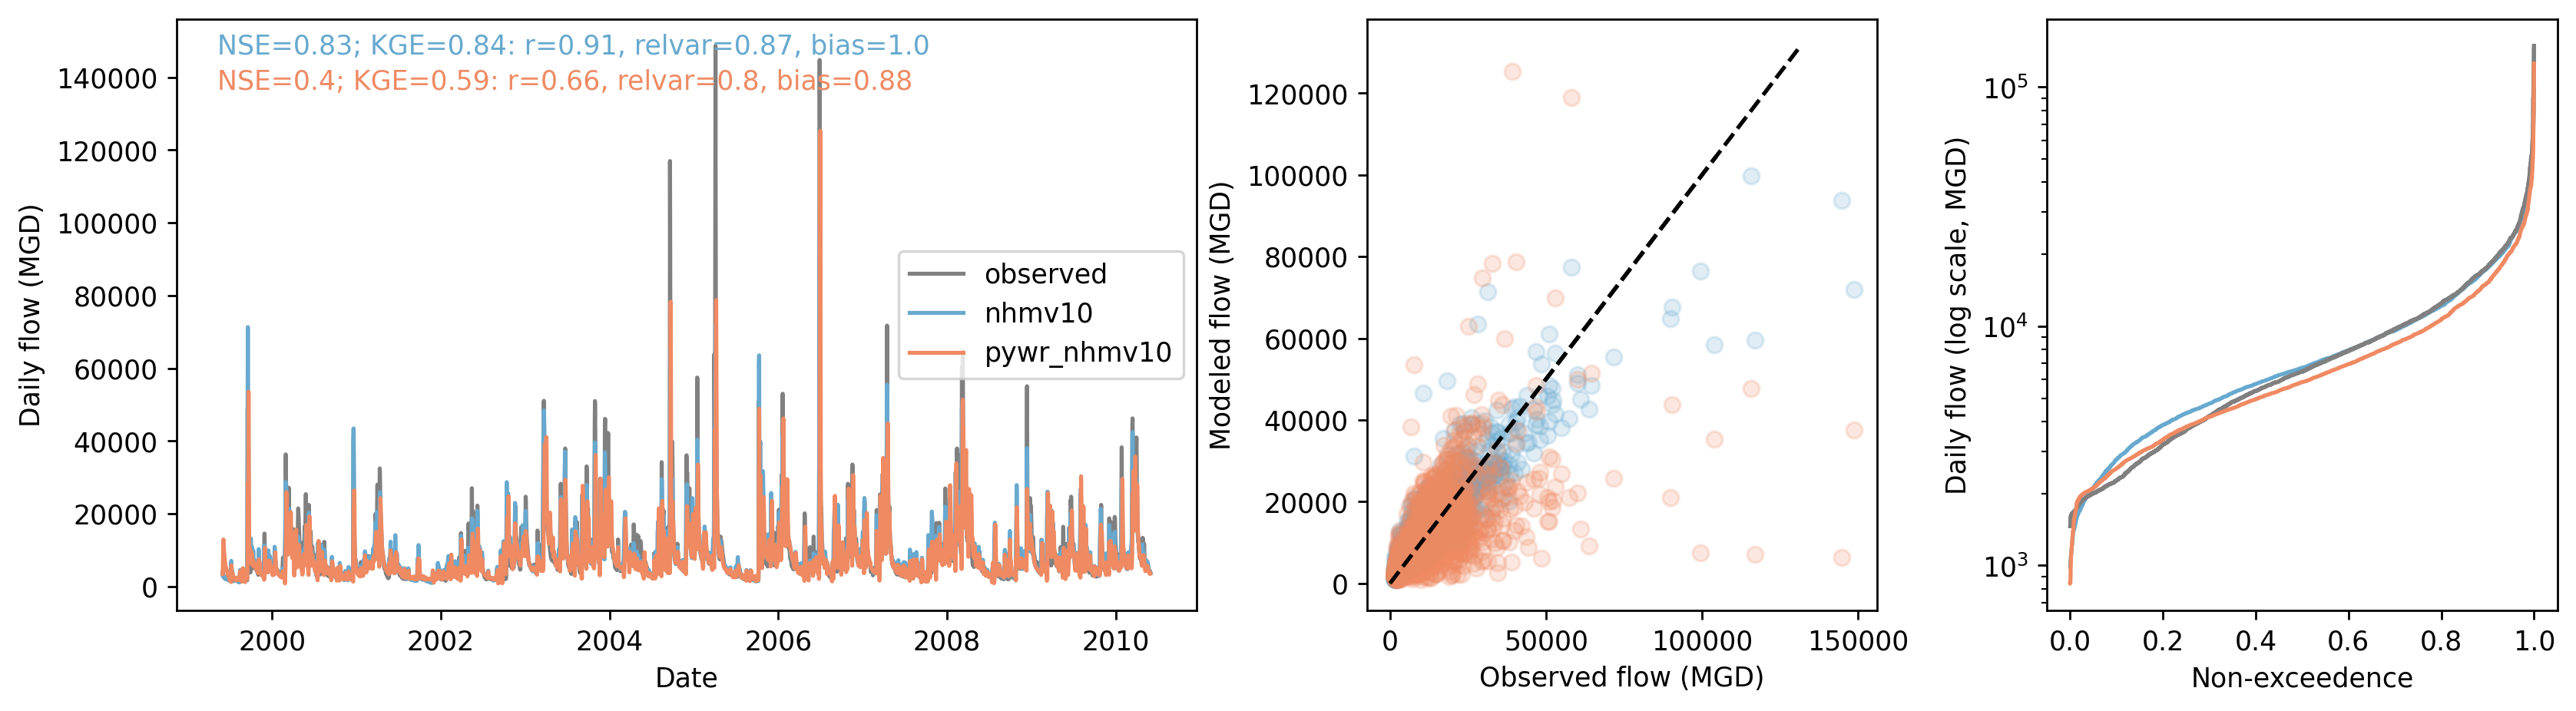 NSE=0.83; KGE=0.84: r=0.91, relvar=0.87, bias=1.0
NSE=0.4; KGE=0.59: r=0.66, relvar=0.8, bias=0.88
Daily flow (MGD)
140000
120000
100000
80000
60000
40000
20000
0
observed
nhmv10
pywr_nhmv10
2000 2002 2004 2006 2008 2010
Date
Modeled flow (MGD)
120000
100000
80000
60000
40000
20000
0
0 50000 100000 150000
Observed flow (MGD)
Daily flow (log scale, MGD)
10⁵
10⁴
10³
0.0 0.2 0.4 0.6 0.8 1.0
Non-exceedence